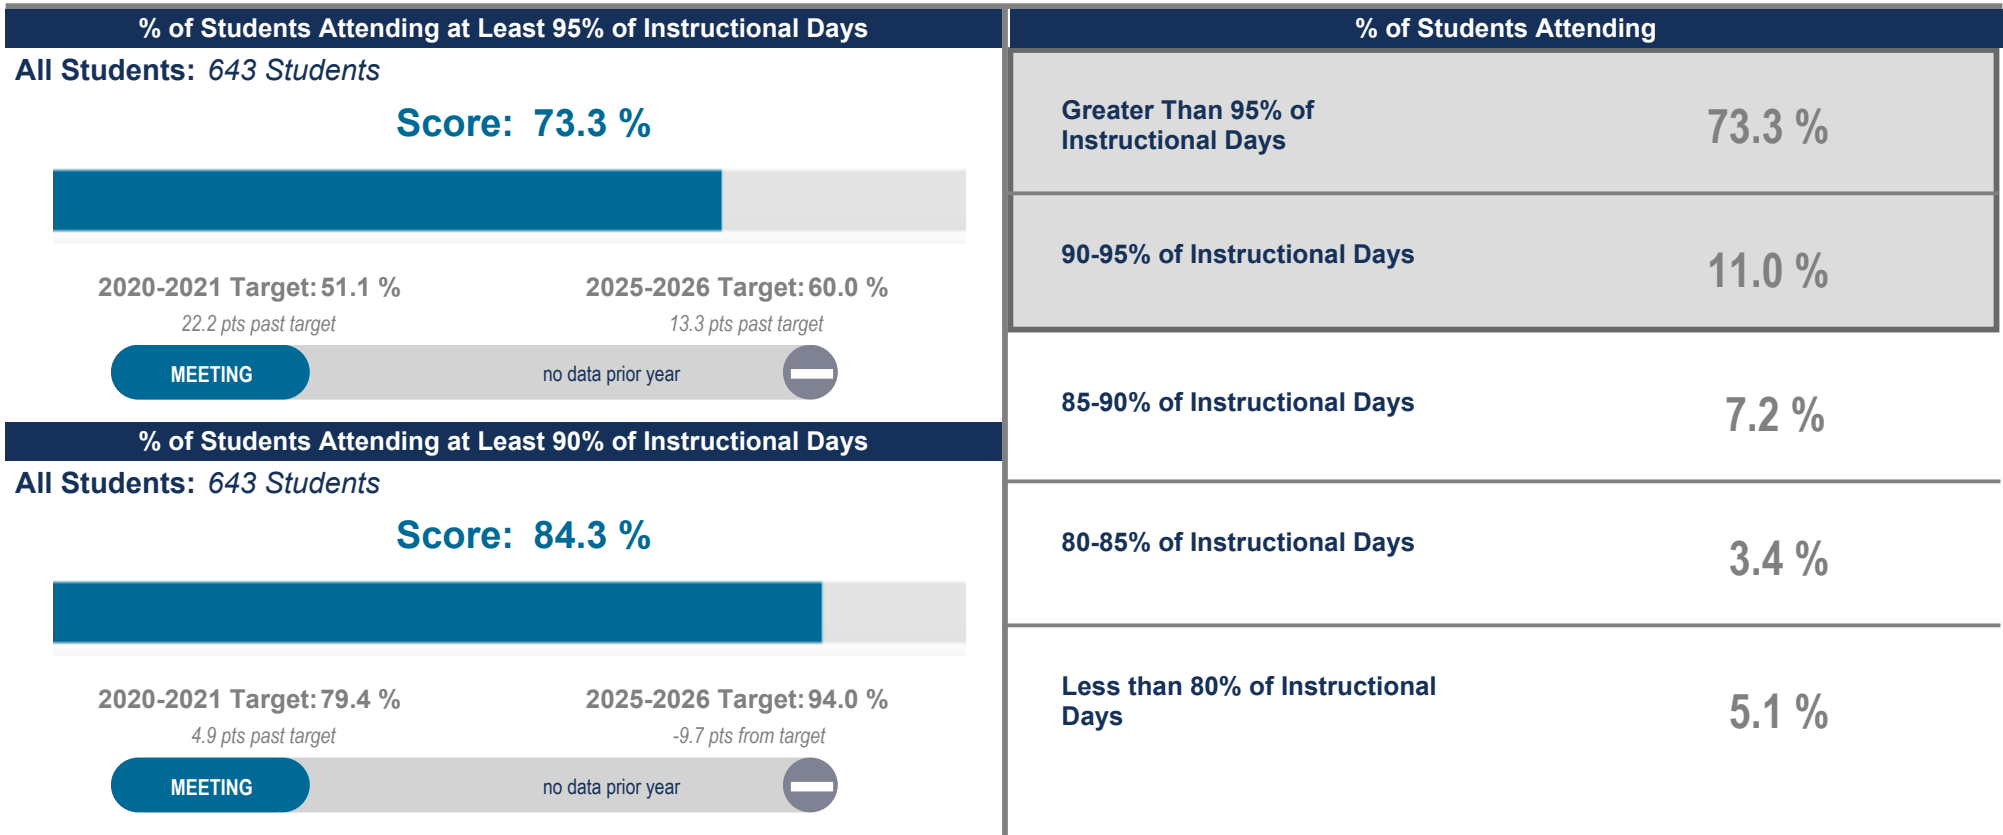 % of Students Attending at Least 95% of Instructional Days
All Students: 643 Students
Score: 73.3 %
2020-2021 Target: 51.1 %
22.2 pts past target
2025-2026 Target: 60.0 %
13.3 pts past target
MEETING
no data prior year
% of Students Attending at Least 90% of Instructional Days
All Students: 643 Students
Score: 84.3 %
2020-2021 Target: 79.4 %
4.9 pts past target
2025-2026 Target: 94.0 %
-9.7 pts from target
MEETING
no data prior year
% of Students Attending
Greater Than 95% of
Instructional Days
73.3 %
90-95% of Instructional Days
11.0 %
85-90% of Instructional Days
7.2 %
80-85% of Instructional Days
3.4 %
Less than 80% of Instructional
Days
5.1 %